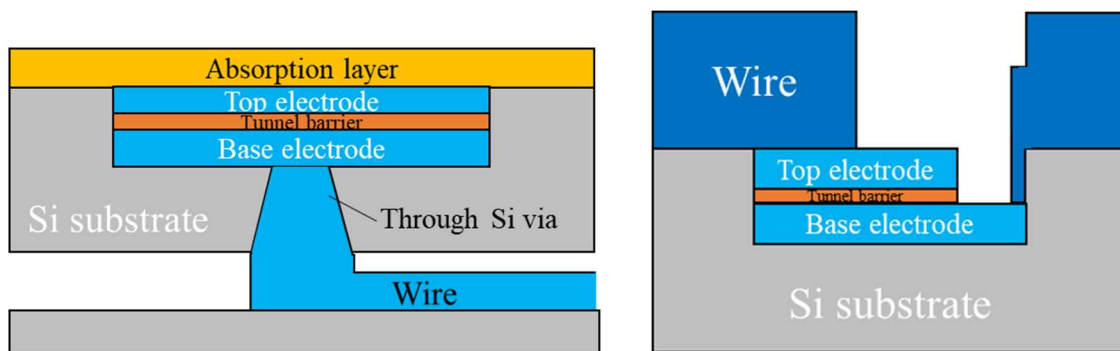 Absorption layer
Top electrode
Tunnel barrier
Base electrode
Si substrate
Through Si via
Wire
Wire
Top electrode
Tunnel barrier
Base electrode
Si substrate